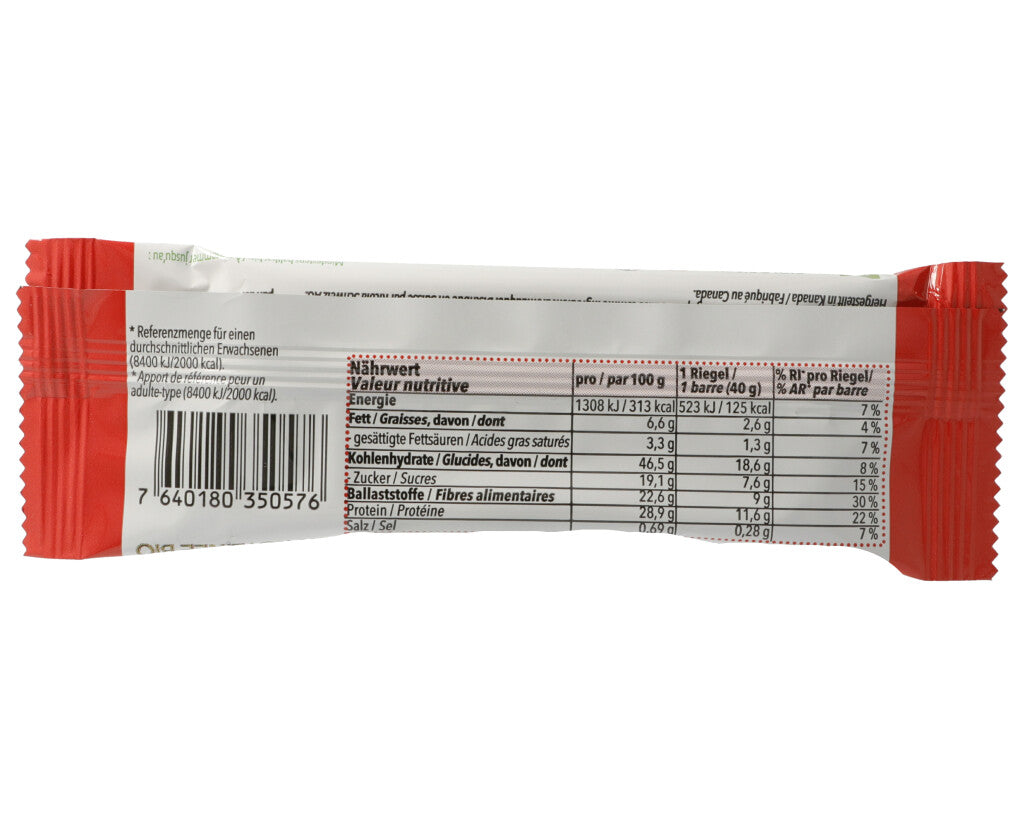 Hergestellt in Kanada / Fabriqué au Canada.
* Referenzmenge für einen
durchschnittlichen Erwachsenen
(8400 kJ/2000 kcal).
* Apport de référence pour un
adulte-type (8400 kJ/2000 kcal).
7 640180 350576
Nährwert
Valeur nutritive
pro / par 100 g
1 Riegel /
1 barre (40 g)
% RI* pro Riegel/
% AR* par barre
Energie 1308 kJ / 313 kcal 523 kJ / 125 kcal 7 %
Fett / Graisses, davon / dont 6,6 g 2,6 g 4 %
gesättigte Fettsäuren / Acides gras saturés 3,3 g 1,3 g 7 %
Kohlenhydrate / Glucides, davon / dont 46,5 g 18,6 g 8 %
Zucker / Sucres 19,1 g 7,6 g 15 %
Ballaststoffe / Fibres alimentaires 22,6 g 9 g 30 %
Protein / Protéine 28,9 g 11,6 g 22 %
Salz / Sel 0,69 g 0,28 g 7 %